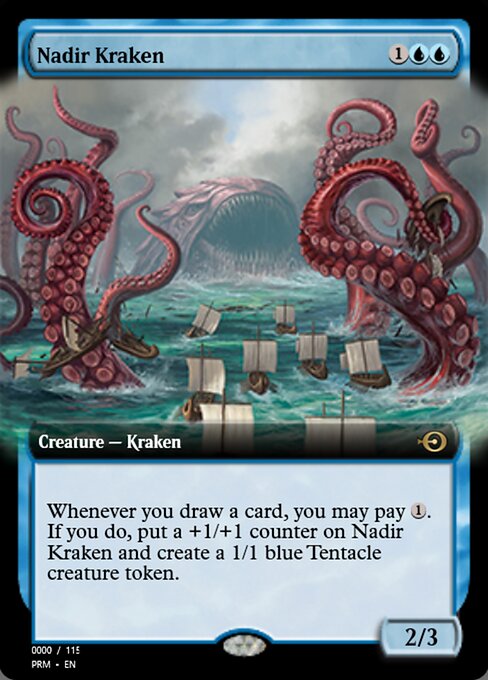 Nadir Kraken 1
Creature — Kraken
Whenever you draw a card, you may pay 1.
If you do, put a +1/+1 counter on Nadir
Kraken and create a 1/1 blue Tentacle
creature token.
2/3
0000 / 115
PRM • EN